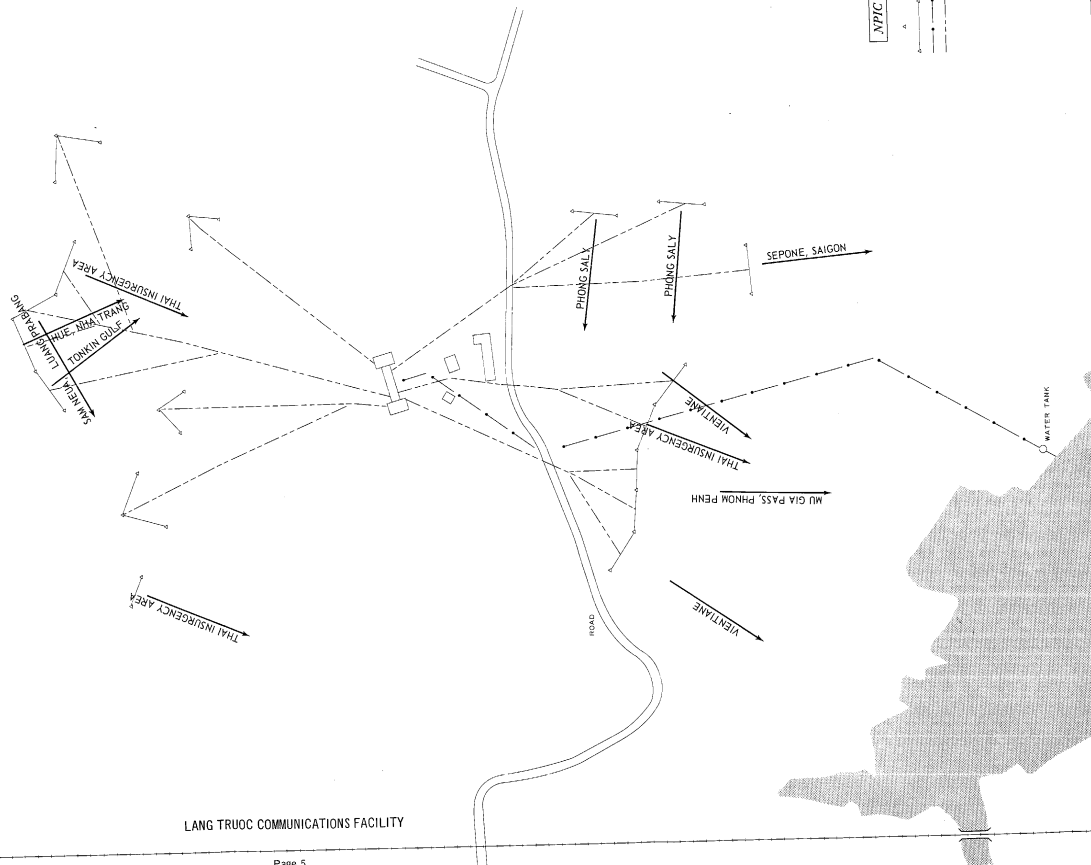 NPIC
PHONG SALY
PHONG SALY
SEPONE, SAIGON
THAI INSURGENCY AREA
HUE, NHA TRANG
TONKIN GULF
LUANG PRABANG
SAM NEUA
WATER TANK
VIENTIANE
THAI INSURGENCY AREA
MU GIA PASS, PHNOM PENH
THAI INSURGENCY AREA
VIENTIANE
ROAD
LANG TRUOC COMMUNICATIONS FACILITY
Page 5